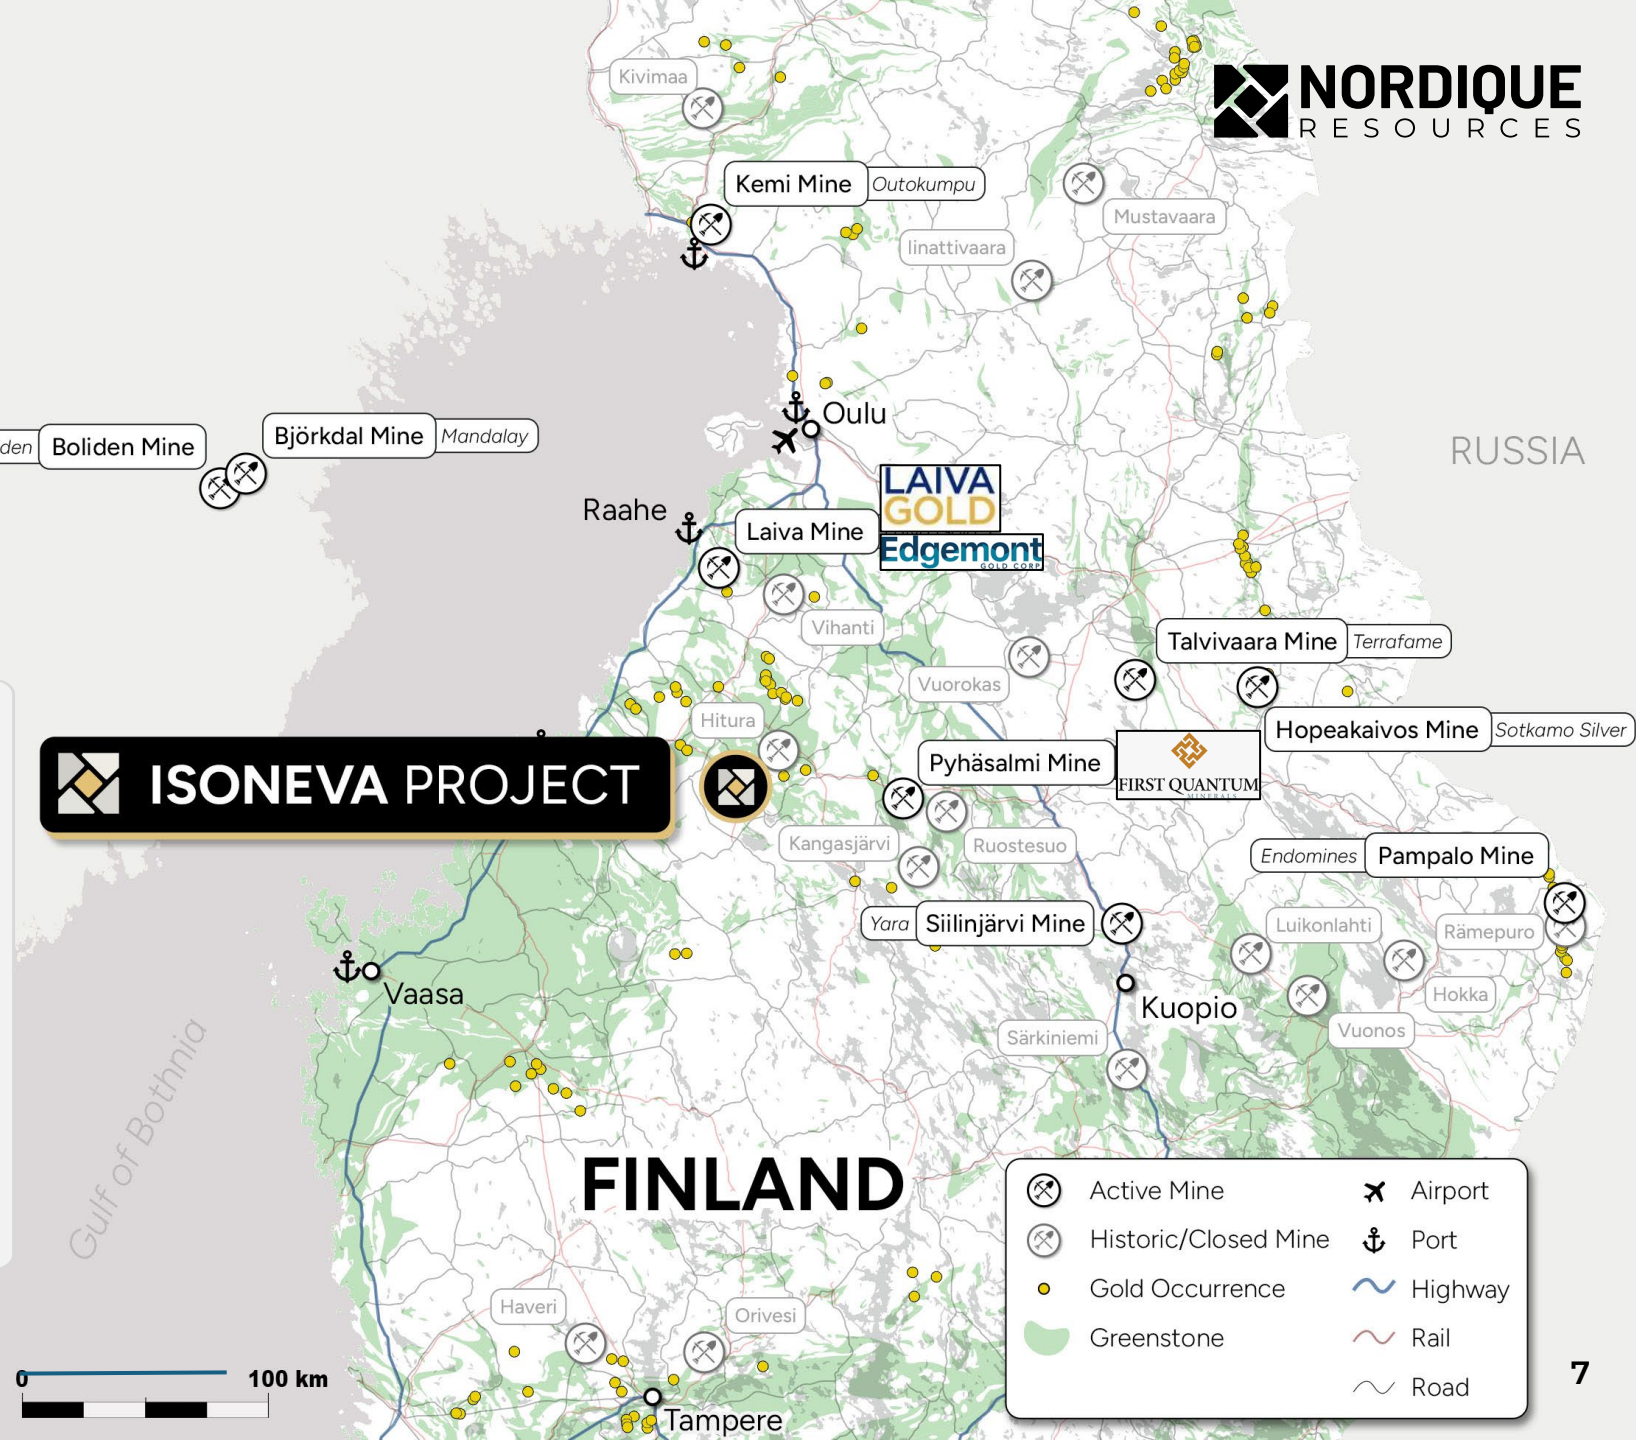 NORDIQUE
RESOURCES
Kivimaa
Kemi Mine
Outokumpu
Mustavaara
Iinattivaara
Oulu
RUSSIA
den
Boliden Mine
Björkdal Mine
Mandalay
LAIVA
GOLD
Raahe
Laiva Mine
Edgemont
GOLD CORP
Vihanti
Talvivaara Mine
Terrafame
Vuorokas
Hitura
Hopeakaivos Mine
Sotkamo Silver
ISONEVA PROJECT
Pyhäsalmi Mine
FIRST QUANTUM
MINERALS
Kangasjärvi
Ruostesuo
Endomines
Pampalo Mine
Yara
Siilinjärvi Mine
Luikonlahti
Rämepuro
Vaasa
Kuopio
Hokka
Vuonos
Särkiniemi
Gulf of Bothnia
FINLAND
Active Mine
Airport
Historic/Closed Mine
Port
Gold Occurrence
Highway
Greenstone
Rail
Road
Haveri
Orivesi
Tampere
0
100 km
7